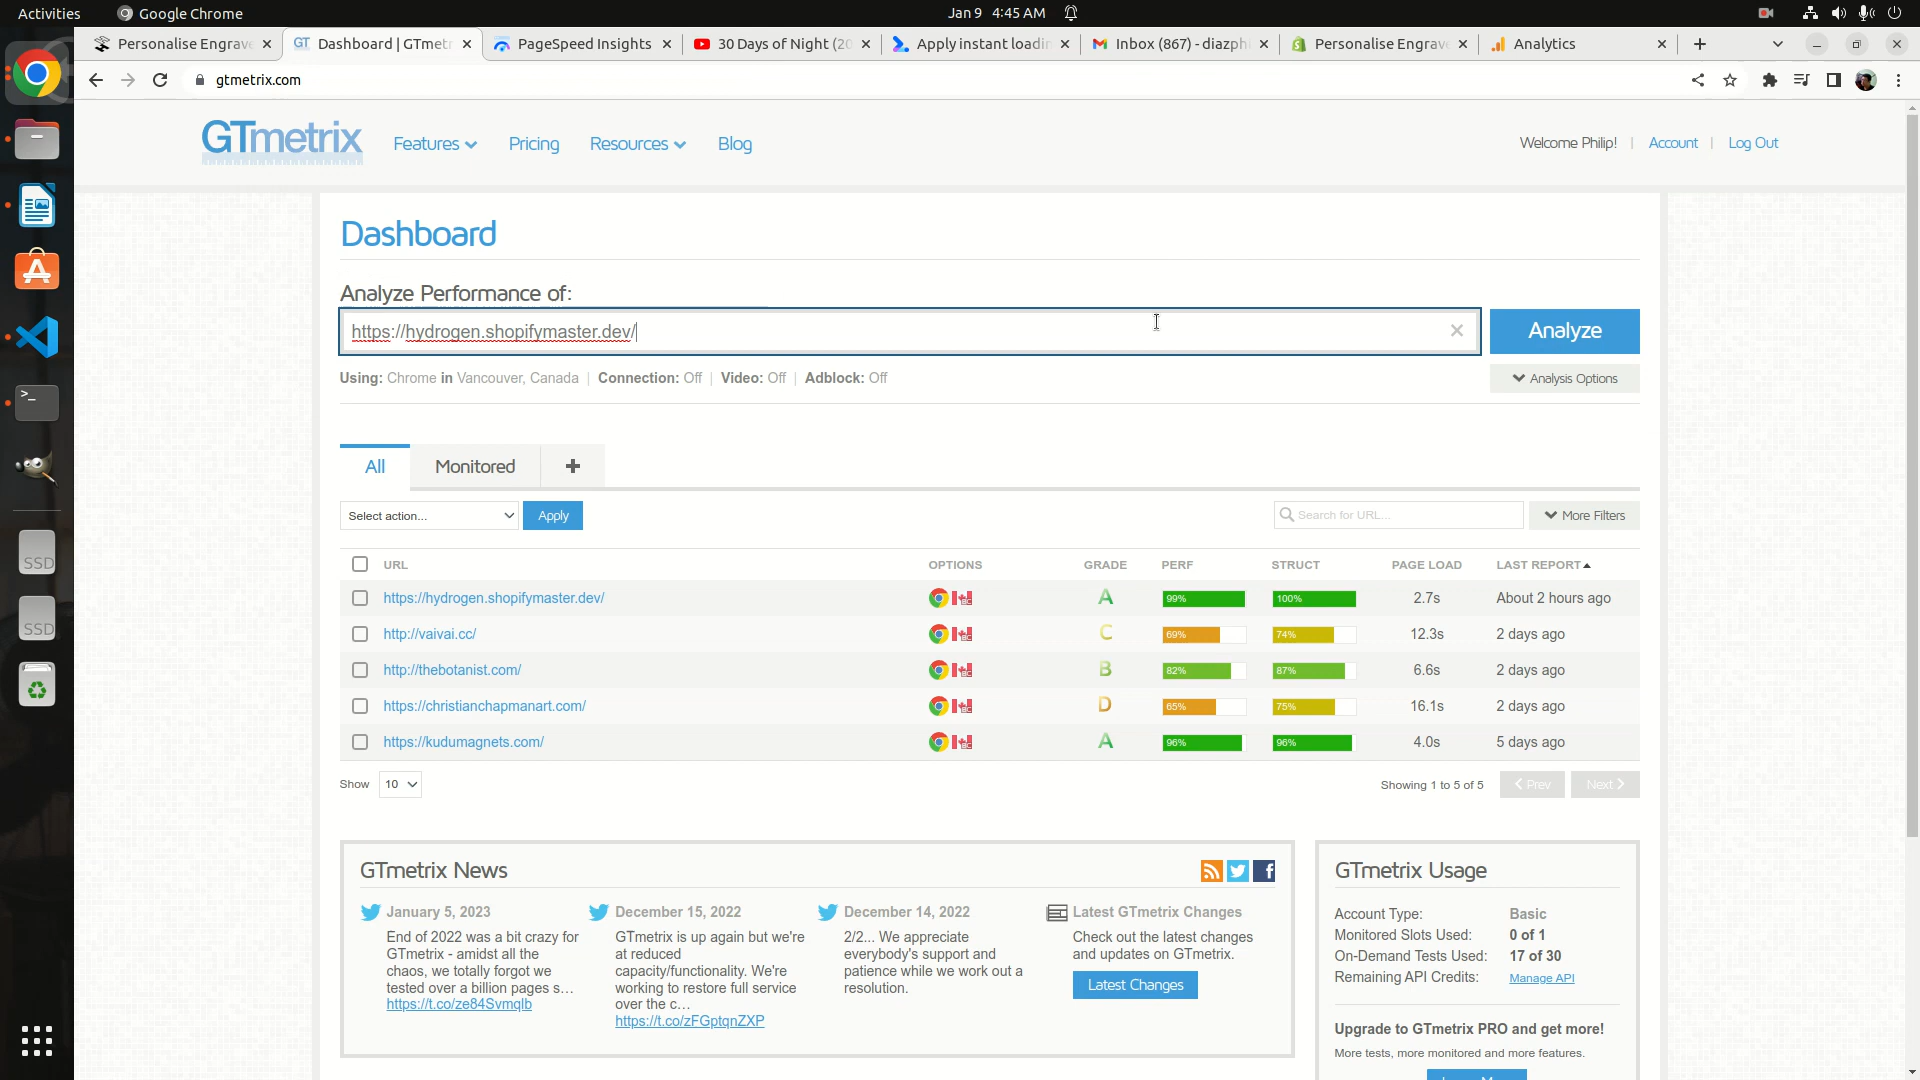 Activities
Google Chrome
Jan 9 4:45 AM
Personalise Engrave
Dashboard | GTmetr
PageSpeed Insights
30 Days of Night (20
Apply instant loadin
Inbox (867) - diazph
Personalise Engrave
Analytics
gtmetrix.com
GTmetrix
Features
Pricing
Resources
Blog
Welcome Philip!
Account
Log Out
Dashboard
Analyze Performance of:
https://hydrogen.shopifymaster.dev/
Analyze
Using: Chrome in Vancouver, Canada | Connection: Off | Video: Off | Adblock: Off
Analysis Options
All
Monitored
Select action...
Apply
Search for URL...
More Filters
URL OPTIONS GRADE PERF STRUCT PAGE LOAD LAST REPORT
https://hydrogen.shopifymaster.dev/ A 99% 100% 2.7s About 2 hours ago
http://vaivai.cc/ C 69% 74% 12.3s 2 days ago
http://thebotanist.com/ B 82% 87% 6.6s 2 days ago
https://christianchapmanart.com/ D 65% 75% 16.1s 2 days ago
https://kudumagnets.com/ A 96% 96% 4.0s 5 days ago
Show 10
Showing 1 to 5 of 5
Prev
Next
GTmetrix News
January 5, 2023
End of 2022 was a bit crazy for
GTmetrix - amidst all the
chaos, we totally forgot we
tested over a billion pages s...
https://t.co/ze84Svmqlb
December 15, 2022
GTmetrix is up again but we're
at reduced
capacity/functionality. We're
working to restore full service
over the c...
https://t.co/zFGptqnZXP
December 14, 2022
2/2... We appreciate
everybody's support and
patience while we work out a
resolution.
Latest GTmetrix Changes
Check out the latest changes
and updates on GTmetrix.
Latest Changes
GTmetrix Usage
Account Type: Basic
Monitored Slots Used: 0 of 1
On-Demand Tests Used: 17 of 30
Remaining API Credits: Manage API
Upgrade to GTmetrix PRO and get more!
More tests, more monitored and more features.
SSD
SSD